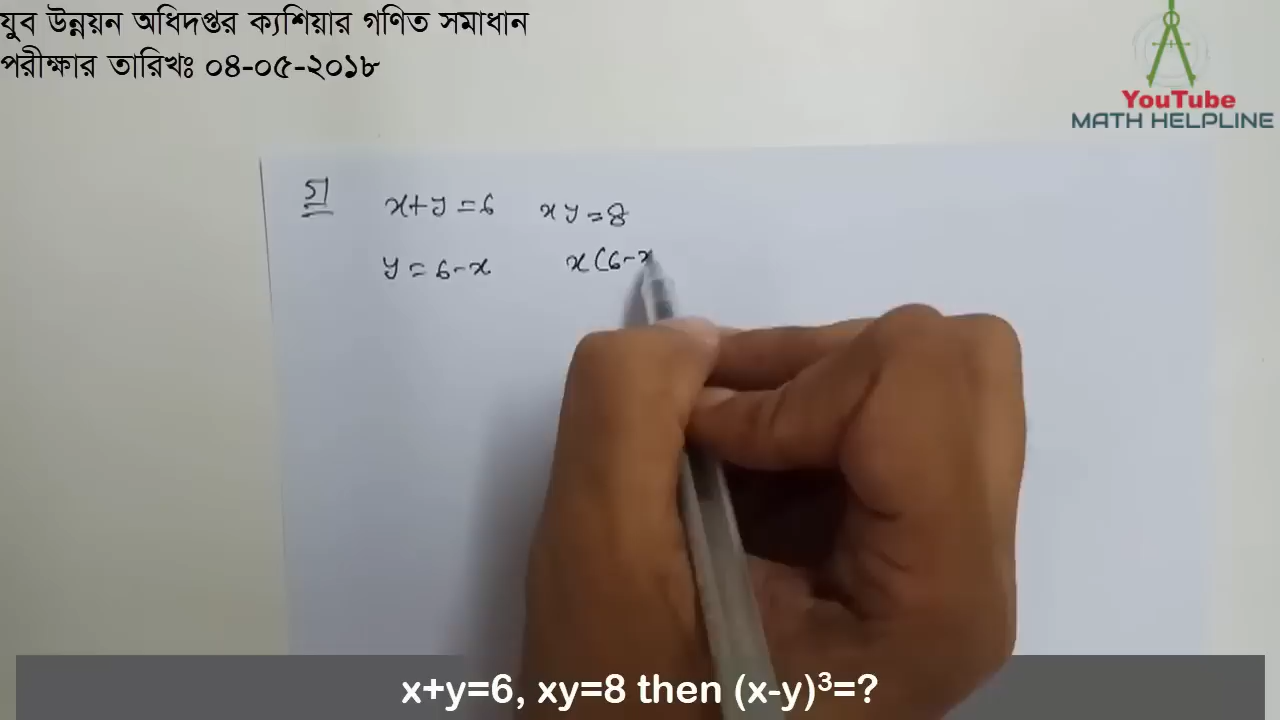 যুব উন্নয়ন অধিদপ্তর ক্যশিয়ার গণিত সমাধান
পরীক্ষার তারিখঃ ০৪-০৫-২০১৮
YouTube
MATH HELPLINE
গ x+y=6 xy=8
y=6-x x(6-x
x+y=6, xy=8 then (x-y)³=?